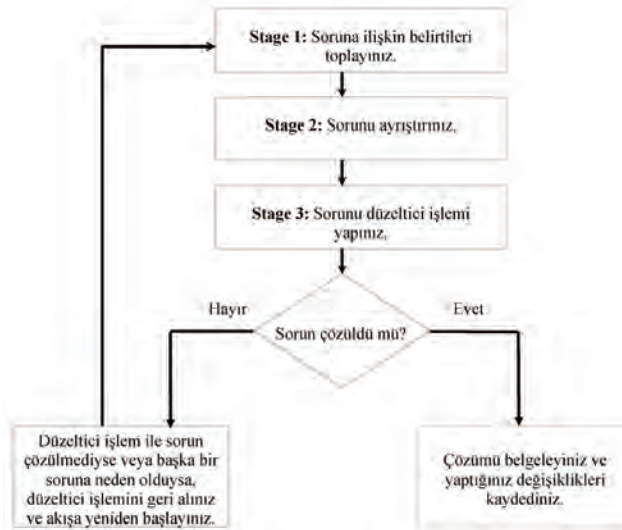 Stage 1: Soruna ilişkin belirtileri
toplayınız.
Stage 2: Sorunu ayrıştırınız.
Stage 3: Sorunu düzeltici işlemi
yapınız.
Hayır
Evet
Sorun çözüldü mü?
Düzeltici işlem ile sorun
çözülmediyse veya başka bir
soruna neden olduysa,
düzeltici işlemini geri alınız
ve akışa yeniden başlayınız.
Çözümü belgeleyiniz ve
yaptığınız değişiklikleri
kaydediniz.